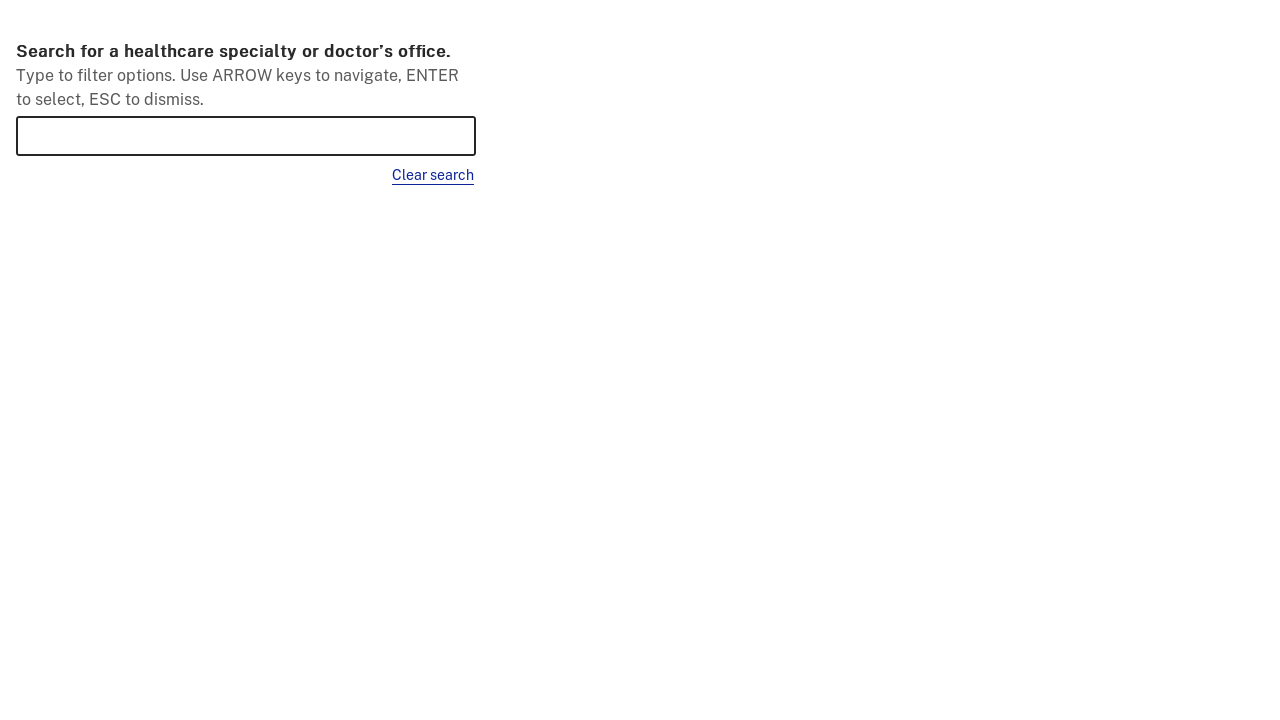 Search for a healthcare specialty or doctor’s office.
Type to filter options. Use ARROW keys to navigate, ENTER
to select, ESC to dismiss.
Clear search